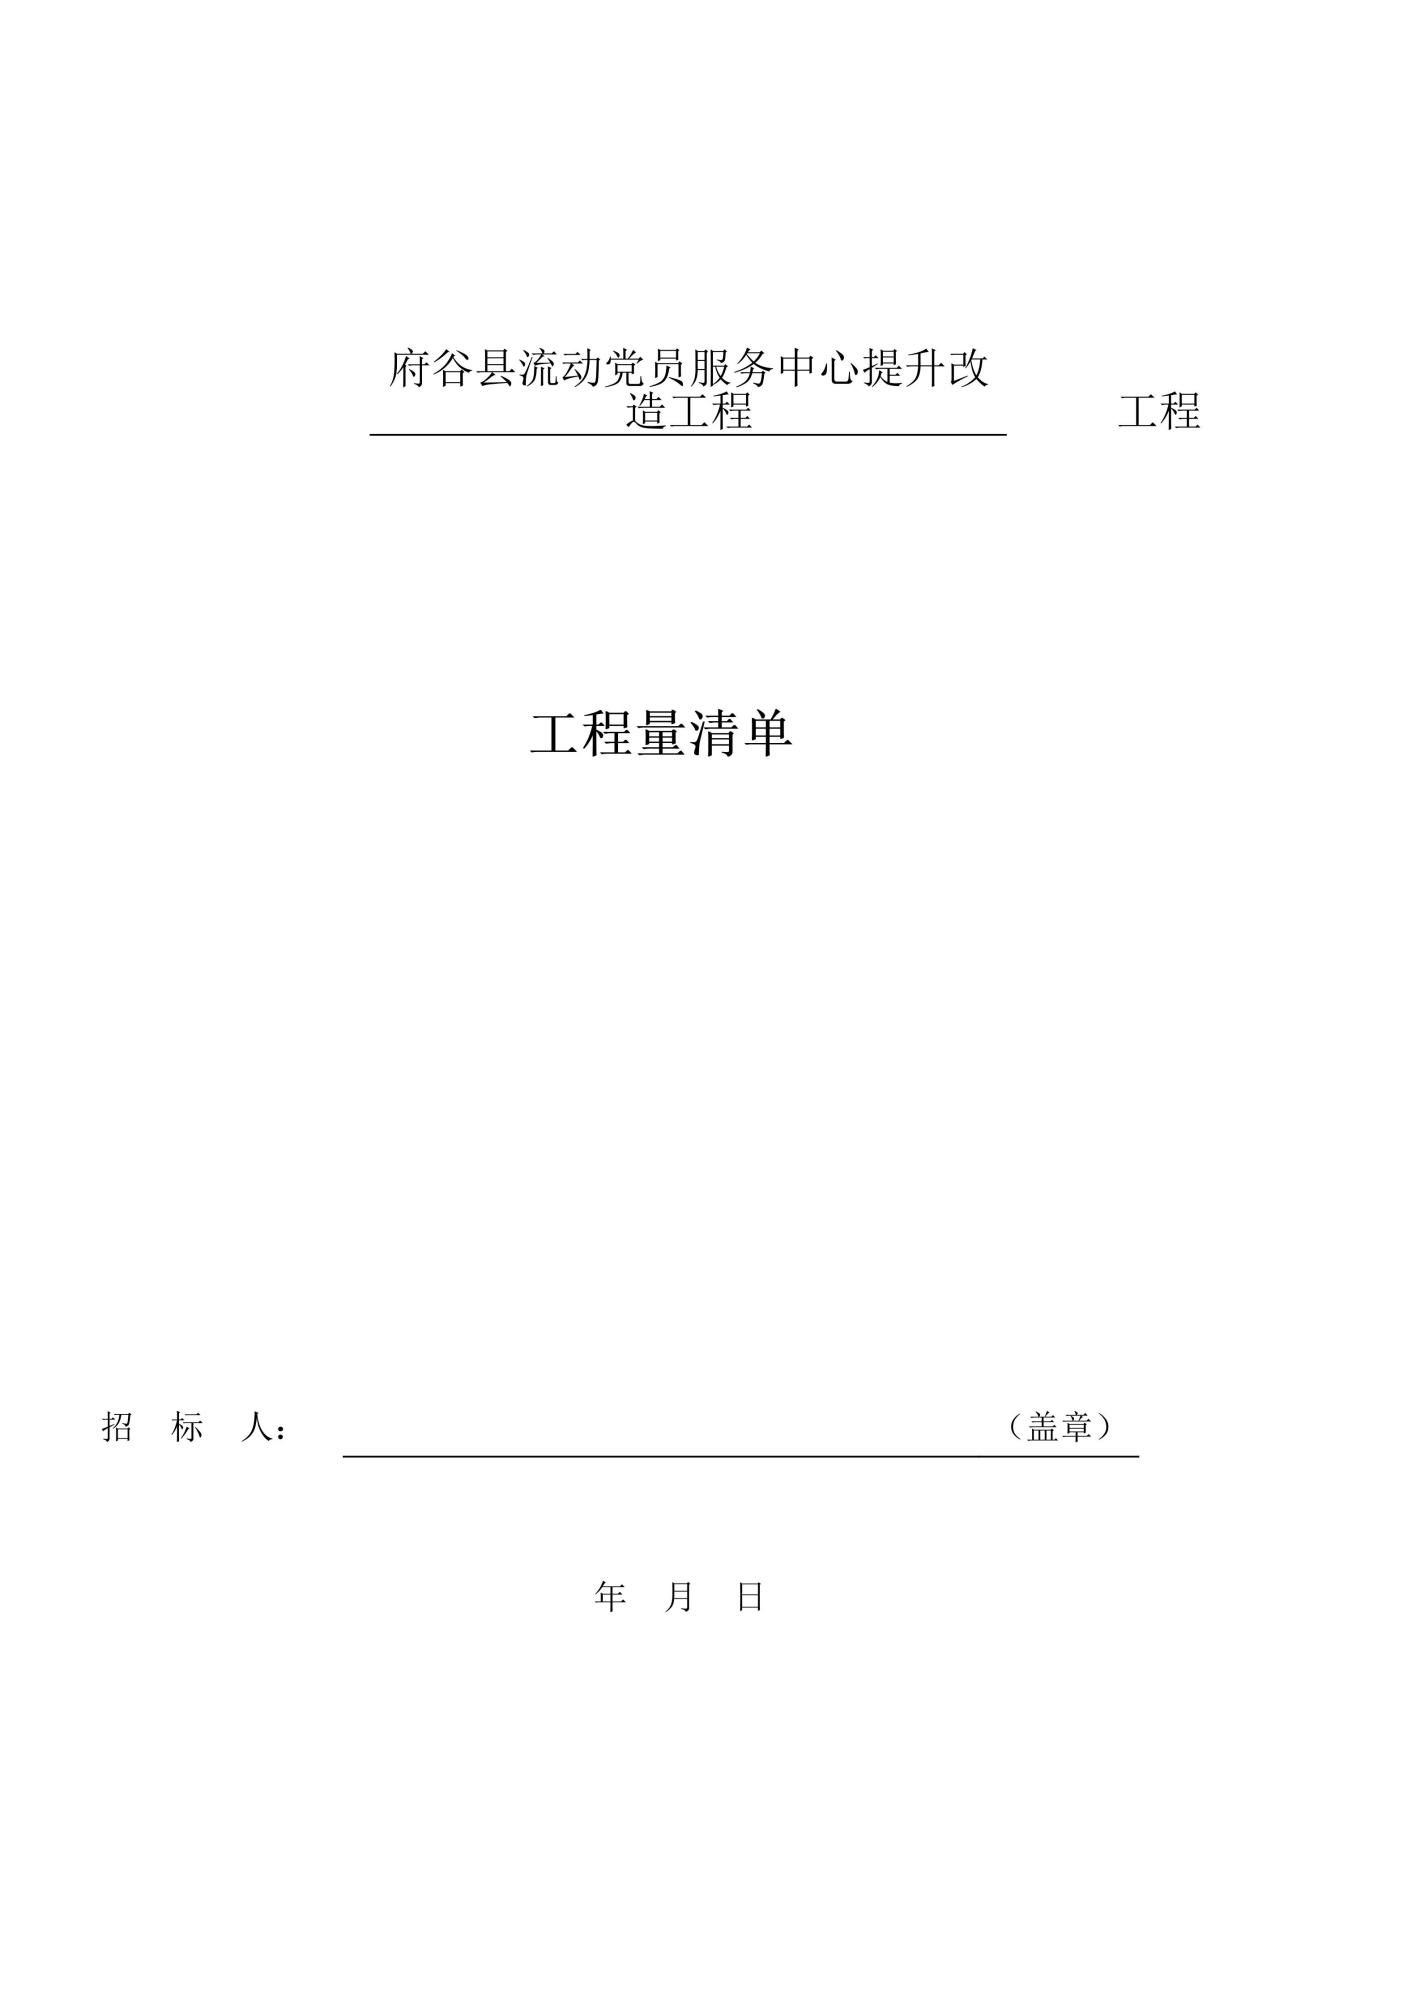 府谷县流动党员服务中心提升改
造工程 工程
工程量清单
招 标 人: （盖章）
年 月 日